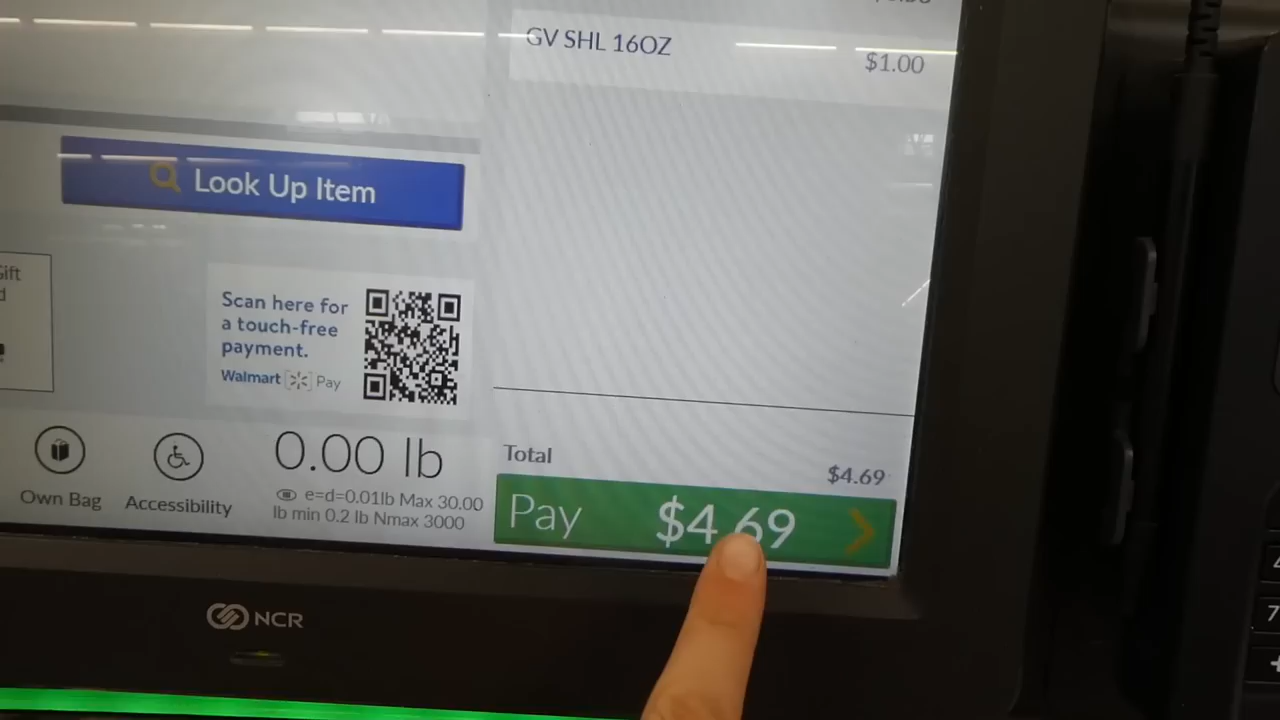 GV SHL 16OZ
$1.00
Look Up Item
Gift
Scan here for
a touch-free
payment.
Walmart Pay
Own Bag
Accessibility
0.00 lb
e=d=0.01lb Max 30.00
lb min 0.2 lb Nmax 3000
Total
$4.69
Pay $4.69
NCR
7